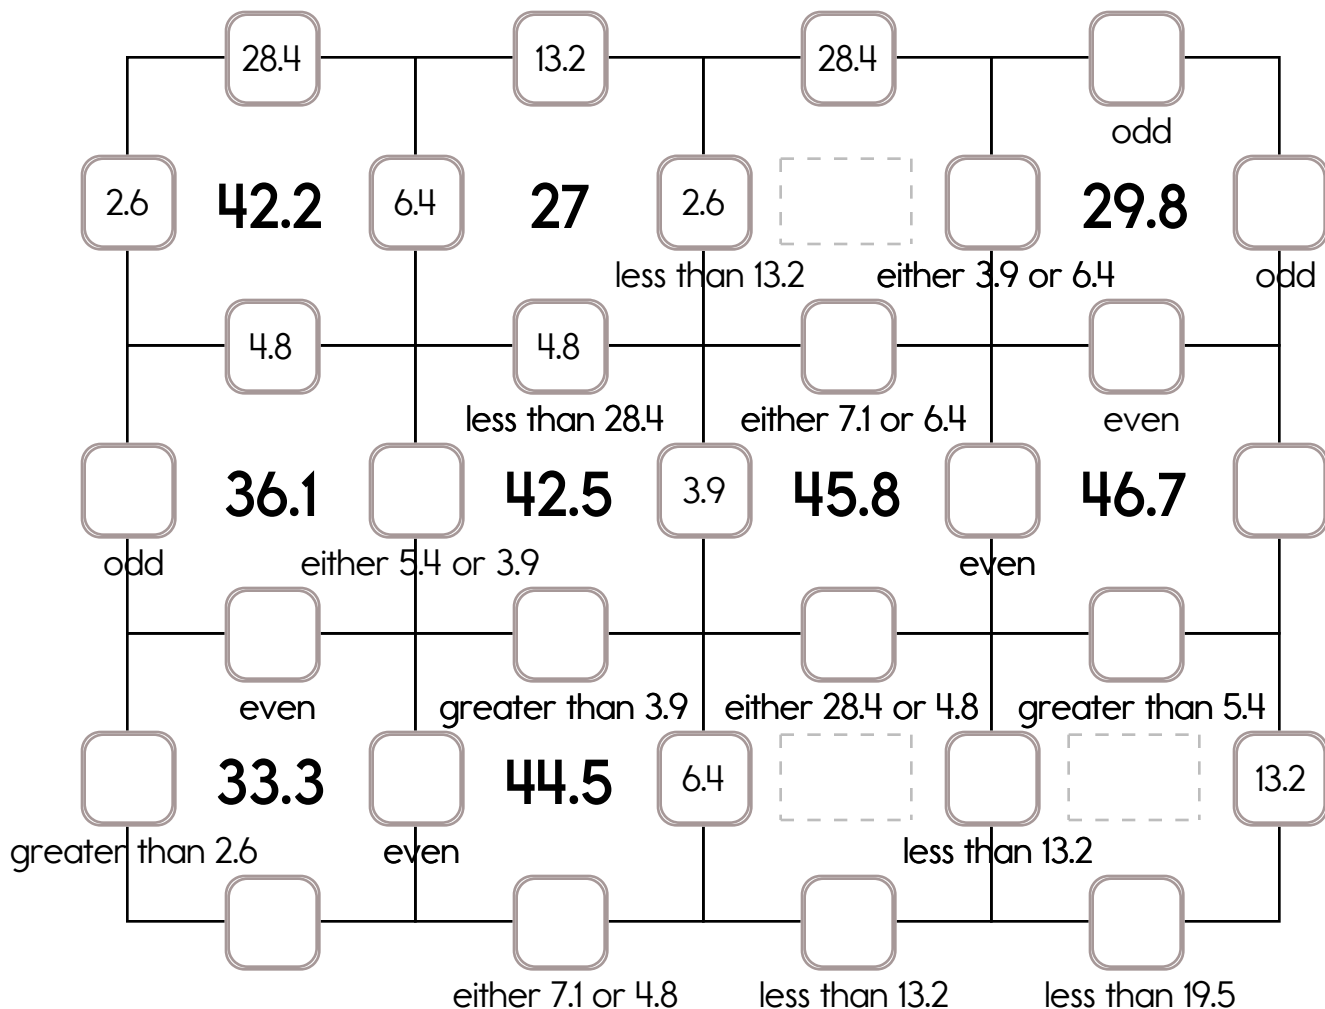 28.4 13.2 28.4
odd
2.6 42.2 6.4 27 2.6 29.8
less than 13.2 either 3.9 or 6.4 odd
4.8 4.8
less than 28.4 either 7.1 or 6.4 even
36.1 42.5 3.9 45.8 46.7
odd either 5.4 or 3.9 even
even greater than 3.9 either 28.4 or 4.8 greater than 5.4
33.3 44.5 6.4 13.2
greater than 2.6 even less than 13.2
either 7.1 or 4.8 less than 13.2 less than 19.5